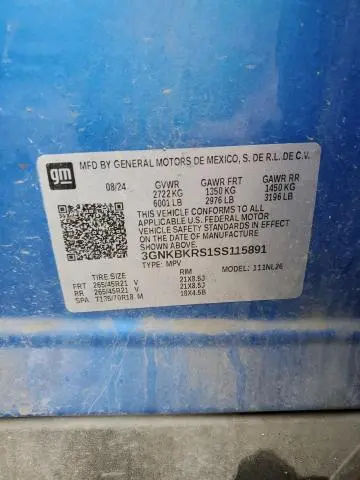 gm
MFD BY GENERAL MOTORS DE MEXICO, S. DE R.L. DE C.V.
08/24 GVWR GAWR FRT GAWR RR
2722 KG 1350 KG 1450 KG
6001 LB 2976 LB 3196 LB
THIS VEHICLE CONFORMS TO ALL
APPLICABLE U.S. FEDERAL MOTOR
VEHICLE SAFETY STANDARDS IN
EFFECT ON THE DATE OF MANUFACTURE
SHOWN ABOVE.
3GNKBKRS1SS115891
TYPE: MPV MODEL: 111NL26
TIRE SIZE RIM
FRT 265/45R21 V 21X8.5J
RR 265/45R21 V 21X8.5J
SPA T135/70R18 M 18X4.5B